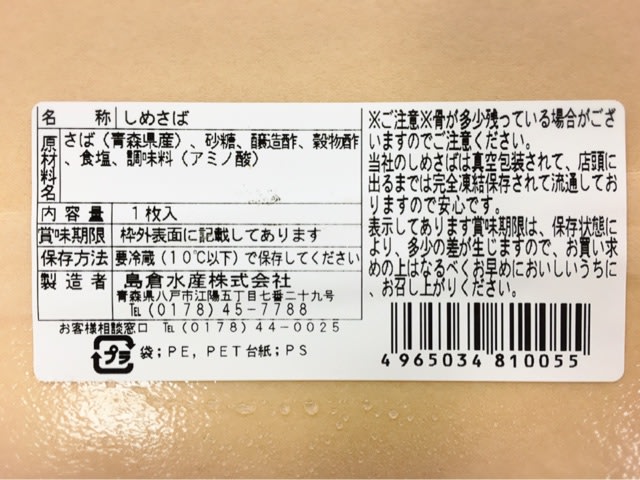 名称 しめさば
原材料名 さば（青森県産）、砂糖、醸造酢、穀物酢
、食塩、調味料（アミノ酸）
内容量 1枚入
賞味期限 枠外表面に記載してあります
保存方法 要冷蔵（10℃以下）で保存してください
製造者 島倉水産株式会社
青森県八戸市江陽五丁目七番二十九号
TEL（0178）45-7788
お客様相談窓口 TEL（0178）44-0025
プラ 袋；PE，PET台紙；PS
※ご注意※骨が多少残っている場合がござ
いますのでご注意ください。
当社のしめさばは真空包装されて、店頭に
出るまでは完全凍結保存されて流通してお
りますので安心です。
表示してあります賞味期限は、保存状態に
より、多少の差が生じますので、お買い求
めの上はなるべくお早めにおいしいうちに
、お召し上がりください。
4965034810055